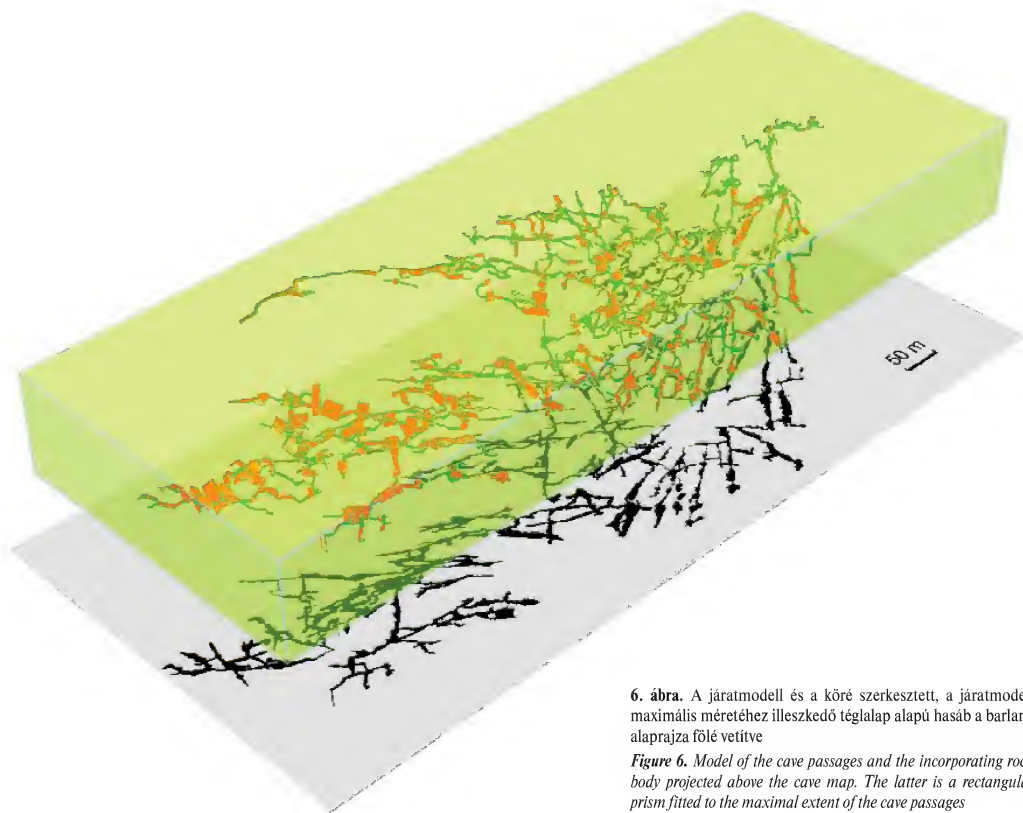 50 m
6. ábra. A járatmodell és a köré szerkesztett, a járatmode
maximális méretéhez illeszkedő téglalap alapú hasáb a barlan
alaprajza fölé vetítve
Figure 6. Model of the cave passages and the incorporating roc
body projected above the cave map. The latter is a rectangula
prism fitted to the maximal extent of the cave passages